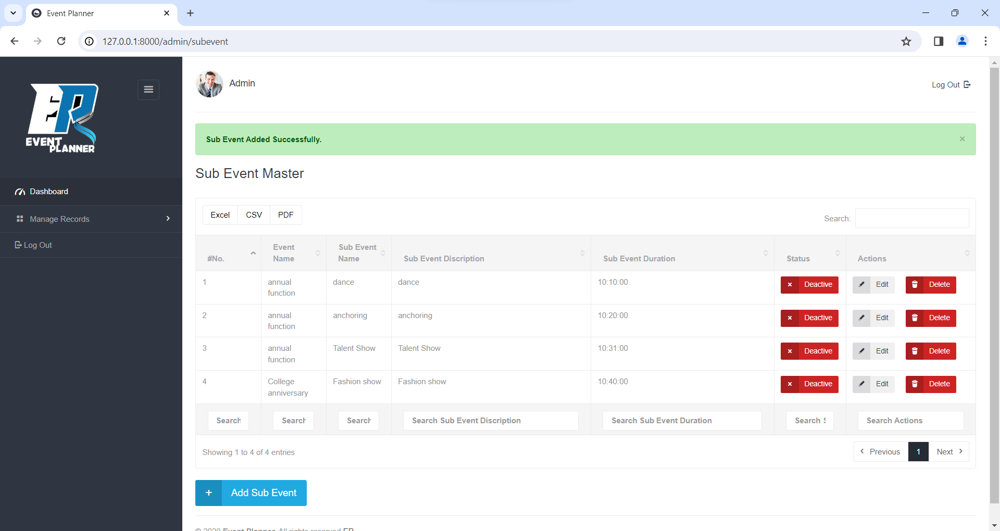 Event Planner
127.0.0.1:8000/admin/subevent
EVENT
PLANNER
Admin
Log Out
Sub Event Added Successfully.
Sub Event Master
Dashboard
Manage Records
Log Out
Excel CSV PDF
Search:
#No. Event Name Sub Event Name Sub Event Discription Sub Event Duration Status Actions
1 annual function dance dance 10:10:00 Deactive Edit Delete
2 annual function anchoring anchoring 10:20:00 Deactive Edit Delete
3 annual function Talent Show Talent Show 10:31:00 Deactive Edit Delete
4 College anniversary Fashion show Fashion show 10:40:00 Deactive Edit Delete
Search Search Search Search Sub Event Discription Search Sub Event Duration Search S Search Actions
Showing 1 to 4 of 4 entries
Previous 1 Next
+ Add Sub Event
© 2020 Event Planner. All rights reserved ER